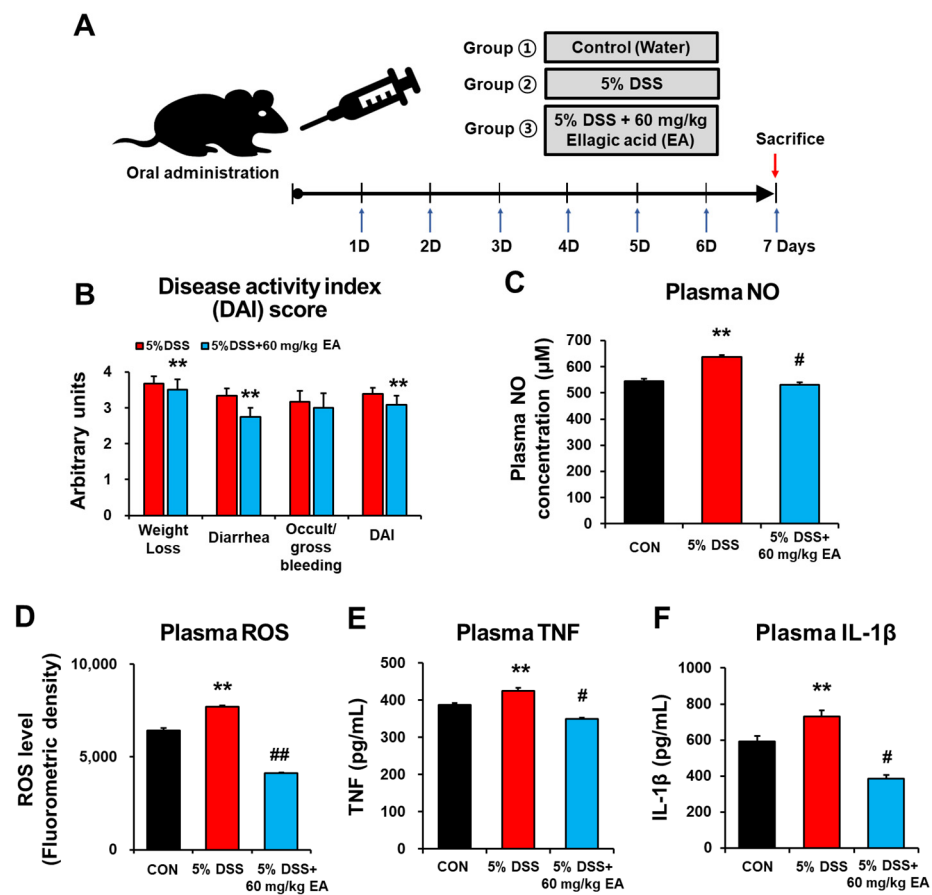 A
Group ① Control (Water)
Group ② 5% DSS
Group ③ 5% DSS + 60 mg/kg
Ellagic acid (EA)
Sacrifice
Oral administration
1D 2D 3D 4D 5D 6D 7 Days
B
Disease activity index
(DAI) score
5%DSS 5%DSS+60 mg/kg EA
Arbitrary units
4
3
2
1
0
** ** **
Weight
Loss
Diarrhea
Occult/
gross
bleeding
DAI
C
Plasma NO
Plasma NO
concentration (µM)
700
600
500
400
300
200
100
0
**
#
CON
5% DSS
5% DSS+
60 mg/kg EA
D
Plasma ROS
ROS level
(Fluorometric density)
10,000
5,000
0
**
##
CON
5% DSS
5% DSS+
60 mg/kg EA
E
Plasma TNF
TNF (pg/mL)
500
400
300
200
100
0
**
#
CON
5% DSS
5% DSS+
60 mg/kg EA
F
Plasma IL-1β
IL-1β (pg/mL)
1000
800
600
400
200
0
**
#
CON
5% DSS
5% DSS+
60 mg/kg EA